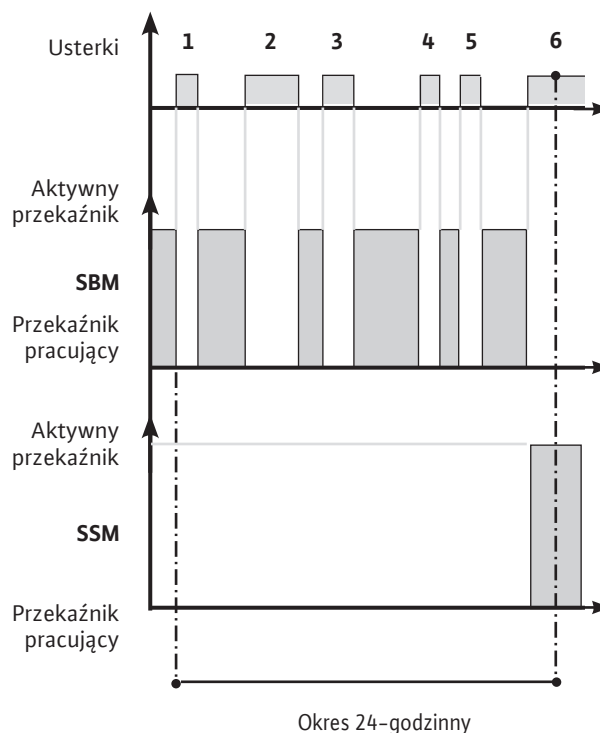 Usterki 1 2 3 4 5 6
Aktywny
przekaźnik
SBM
Przekaźnik
pracujący
Aktywny
przekaźnik
SSM
Przekaźnik
pracujący
Okres 24-godzinny